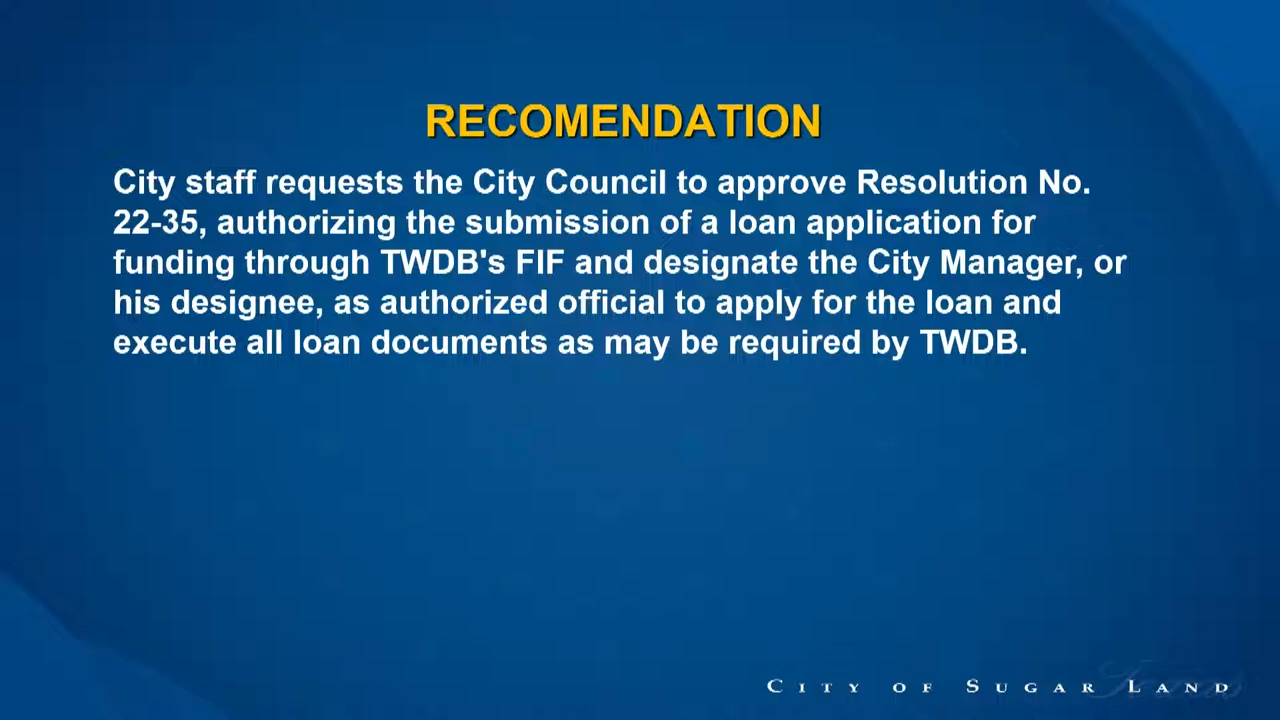 RECOMENDATION
City staff requests the City Council to approve Resolution No.
22-35, authorizing the submission of a loan application for
funding through TWDB's FIF and designate the City Manager, or
his designee, as authorized official to apply for the loan and
execute all loan documents as may be required by TWDB.
CITY OF SUGAR LAND
Texas